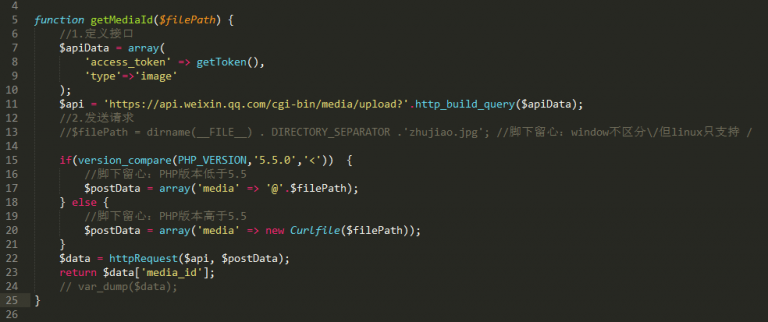 4
5 function getMediaId($filePath) {
6 //1.定义接口
7 $apiData = array(
8 'access_token' => getToken(),
9 'type'=>'image'
10 );
11 $api = 'https://api.weixin.qq.com/cgi-bin/media/upload?'.http_build_query($apiData);
12 //2.发送请求
13 //$filePath = dirname(__FILE__) . DIRECTORY_SEPARATOR .'zhujiao.jpg'; //脚下留心：window不区分\/但linux只支持 /
14
15 if(version_compare(PHP_VERSION,'5.5.0','<')) {
16 //脚下留心：PHP版本低于5.5
17 $postData = array('media' => '@'.$filePath);
18 } else {
19 //脚下留心：PHP版本高于5.5
20 $postData = array('media' => new Curlfile($filePath));
21 }
22 $data = httpRequest($api, $postData);
23 return $data['media_id'];
24 // var_dump($data);
25 }
26